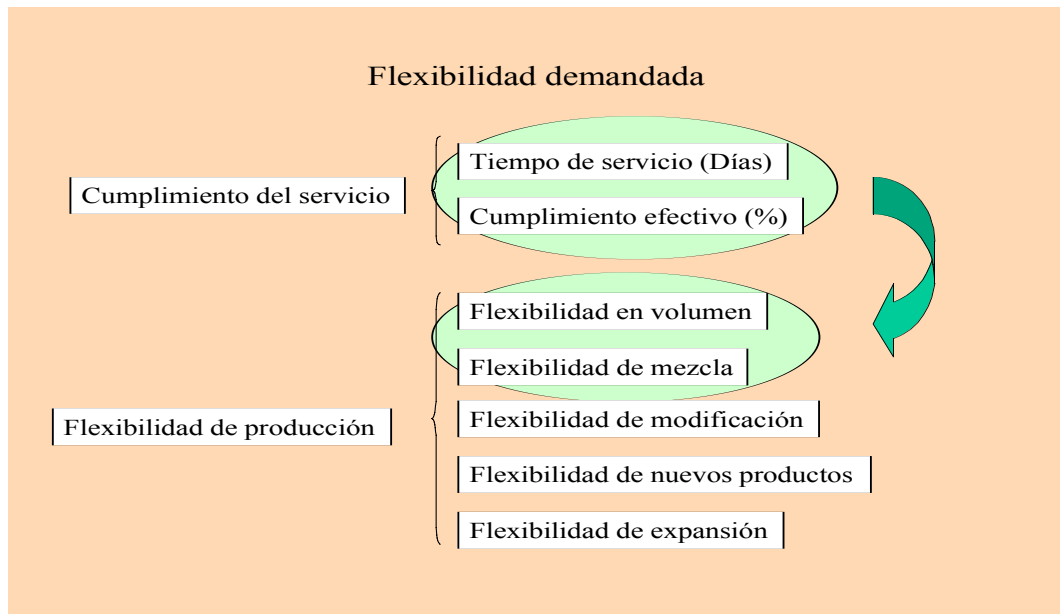 Flexibilidad demandada
Cumplimiento del servicio
Tiempo de servicio (Días)
Cumplimiento efectivo (%)
Flexibilidad de producción
Flexibilidad en volumen
Flexibilidad de mezcla
Flexibilidad de modificación
Flexibilidad de nuevos productos
Flexibilidad de expansión